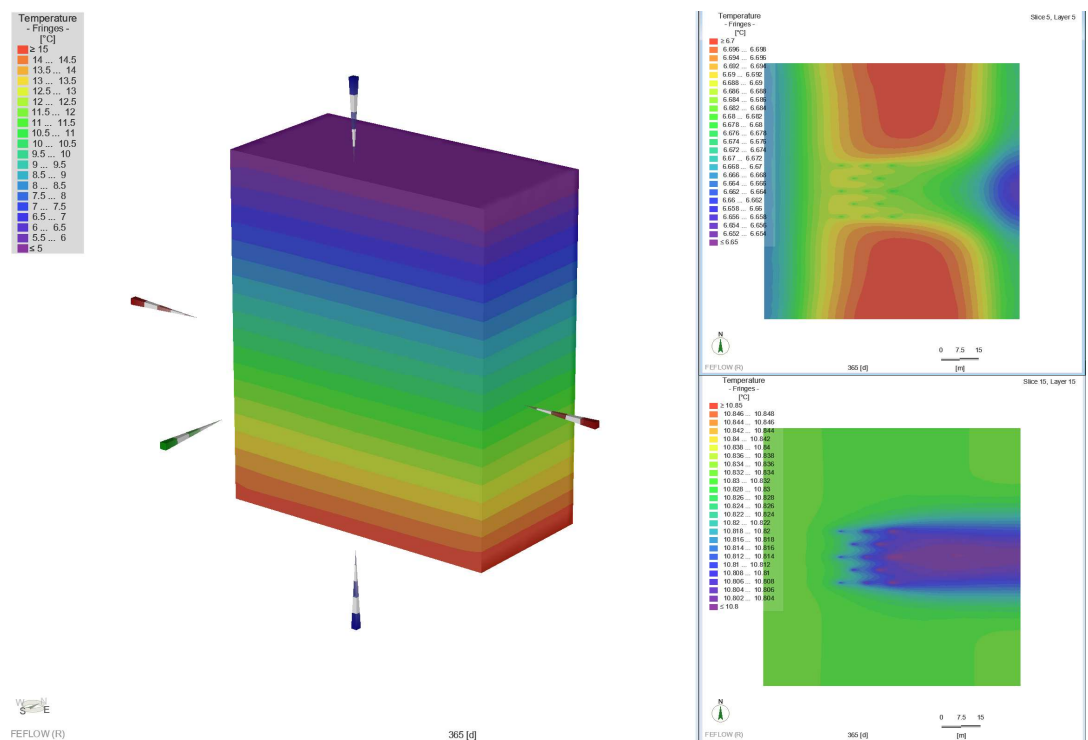 Temperature
- Fringes -
[°C]
≥ 15
14 ... 14.5
13.5 ... 14
13 ... 13.5
12.5 ... 13
12 ... 12.5
11.5 ... 12
11 ... 11.5
10.5 ... 11
10 ... 10.5
9.5 ... 10
9 ... 9.5
8.5 ... 9
8 ... 8.5
7.5 ... 8
7 ... 7.5
6.5 ... 7
6 ... 6.5
5.5 ... 6
≤ 5
W N
S E
FEFLOW (R)
365 [d]
Temperature
- Fringes -
[°C]
Slice 5, Layer 5
≥ 6.7
6.696 ... 6.698
6.694 ... 6.696
6.692 ... 6.694
6.69 ... 6.692
6.688 ... 6.69
6.686 ... 6.688
6.684 ... 6.686
6.682 ... 6.684
6.68 ... 6.682
6.678 ... 6.68
6.676 ... 6.678
6.674 ... 6.676
6.672 ... 6.674
6.67 ... 6.672
6.668 ... 6.67
6.666 ... 6.668
6.664 ... 6.666
6.662 ... 6.664
6.66 ... 6.662
6.658 ... 6.66
6.656 ... 6.658
6.654 ... 6.656
6.652 ... 6.654
≤ 6.65
N
0 7.5 15
FEFLOW (R)
365 [d]
[m]
Temperature
- Fringes -
[°C]
Slice 15, Layer 15
≥ 10.85
10.846 ... 10.848
10.844 ... 10.846
10.842 ... 10.844
10.84 ... 10.842
10.838 ... 10.84
10.836 ... 10.838
10.834 ... 10.836
10.832 ... 10.834
10.83 ... 10.832
10.828 ... 10.83
10.826 ... 10.828
10.824 ... 10.826
10.822 ... 10.824
10.82 ... 10.822
10.818 ... 10.82
10.816 ... 10.818
10.814 ... 10.816
10.812 ... 10.814
10.81 ... 10.812
10.808 ... 10.81
10.806 ... 10.808
10.804 ... 10.806
10.802 ... 10.804
≤ 10.8
N
0 7.5 15
FEFLOW (R)
365 [d]
[m]